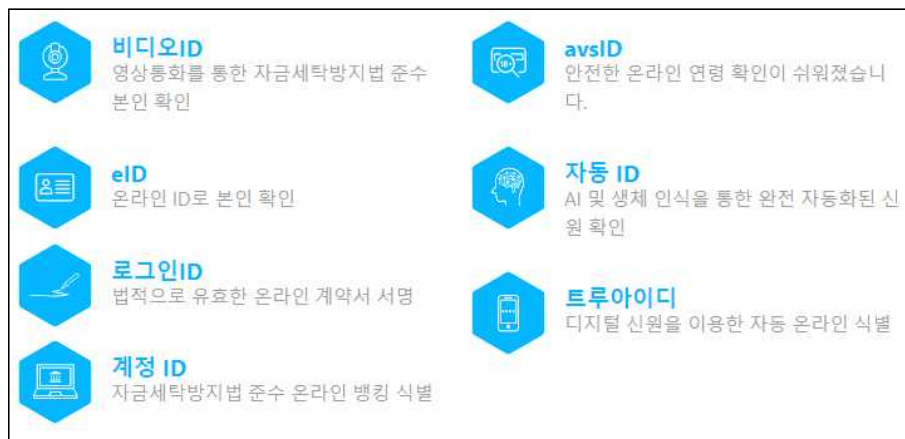 비디오ID
영상통화를 통한 자금세탁방지법 준수
본인 확인
eID
온라인 ID로 본인 확인
로그인ID
법적으로 유효한 온라인 계약서 서명
계정 ID
자금세탁방지법 준수 온라인 뱅킹 식별
avsID
안전한 온라인 연령 확인이 쉬워졌습니
다.
18+
자동 ID
AI 및 생체 인식을 통한 완전 자동화된 신
원 확인
트루아이디
디지털 신원을 이용한 자동 온라인 식별